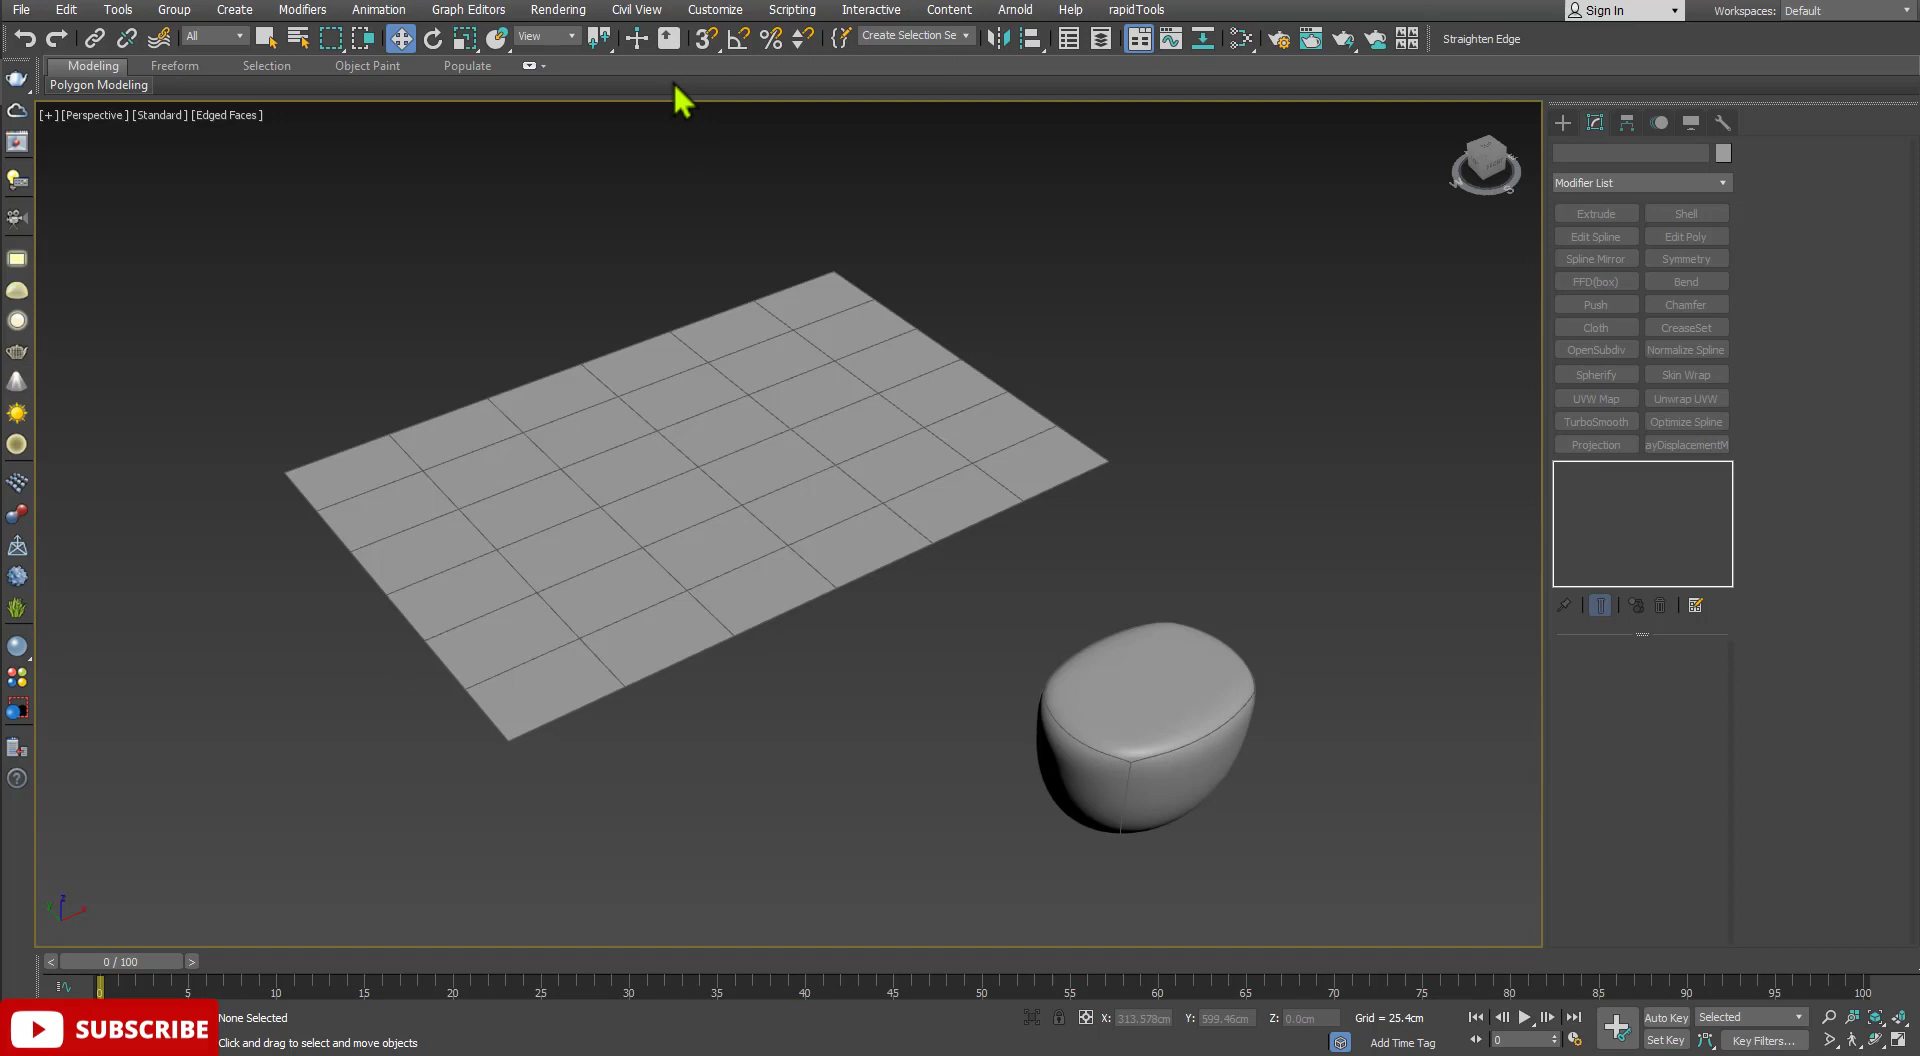 File Edit Tools Group Create Modifiers Animation Graph Editors Rendering Civil View Customize Scripting Interactive Content Arnold Help rapidTools Sign In Workspaces: Default
All View 3 Create Selection Se Straighten Edge
Modeling Freeform Selection Object Paint Populate
Polygon Modeling
[+] [Perspective ] [Standard ] [Edged Faces ]
W S
Modifier List
Extrude Shell
Edit Spline Edit Poly
Spline Mirror Symmetry
FFD(box) Bend
Push Chamfer
Cloth CreaseSet
OpenSubdiv Normalize Spline
Spherify Skin Wrap
UVW Map Unwrap UVW
TurboSmooth Optimize Spline
Projection ayDisplacementM
z x
< 0 / 100 >
0 5 10 15 20 25 30 35 40 45 50 55 60 65 70 75 80 85 90 95 100
SUBSCRIBE
None Selected X: 313.578cm Y: 599.46cm Z: 0.0cm Grid = 25.4cm Auto Key Selected
Click and drag to select and move objects Add Time Tag 0 Set Key Key Filters...